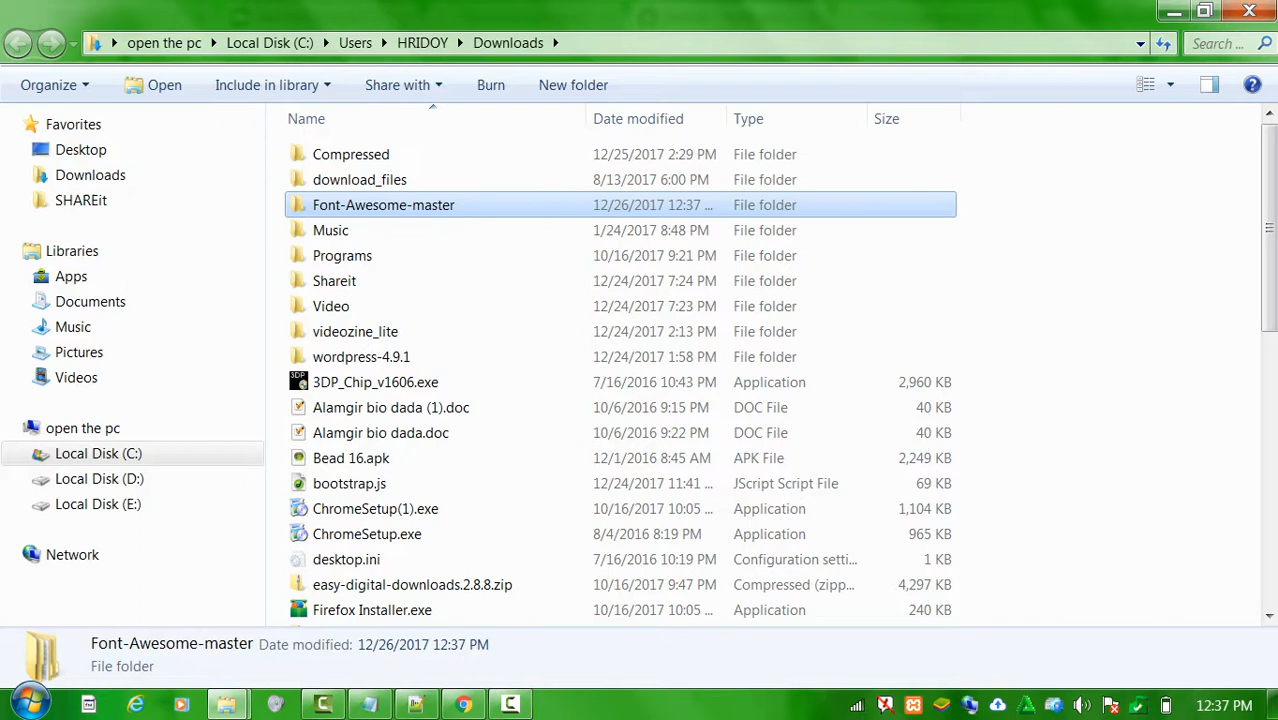 open the pc Local Disk (C:) Users HRIDOY Downloads Search ...
Organize Open Include in library Share with Burn New folder
Name Date modified Type Size
Favorites
Desktop
Downloads
SHAREit
Libraries
Apps
Documents
Music
Pictures
Videos
open the pc
Local Disk (C:)
Local Disk (D:)
Local Disk (E:)
Network
Compressed 12/25/2017 2:29 PM File folder
download_files 8/13/2017 6:00 PM File folder
Font-Awesome-master 12/26/2017 12:37 ... File folder
Music 1/24/2017 8:48 PM File folder
Programs 10/16/2017 9:21 PM File folder
Shareit 12/24/2017 7:24 PM File folder
Video 12/24/2017 7:23 PM File folder
videozine_lite 12/24/2017 2:13 PM File folder
wordpress-4.9.1 12/24/2017 1:58 PM File folder
3DP 3DP_Chip_v1606.exe 7/16/2016 10:43 PM Application 2,960 KB
Alamgir bio dada (1).doc 10/6/2016 9:15 PM DOC File 40 KB
Alamgir bio dada.doc 10/6/2016 9:22 PM DOC File 40 KB
Bead 16.apk 12/1/2016 8:45 AM APK File 2,249 KB
bootstrap.js 12/24/2017 11:41 ... JScript Script File 69 KB
ChromeSetup(1).exe 10/16/2017 10:05 ... Application 1,104 KB
ChromeSetup.exe 8/4/2016 8:19 PM Application 965 KB
desktop.ini 7/16/2016 10:19 PM Configuration setti... 1 KB
easy-digital-downloads.2.8.8.zip 10/16/2017 9:47 PM Compressed (zipp... 4,297 KB
Firefox Installer.exe 10/16/2017 10:05 ... Application 240 KB
Font-Awesome-master Date modified: 12/26/2017 12:37 PM
File folder
12:37 PM